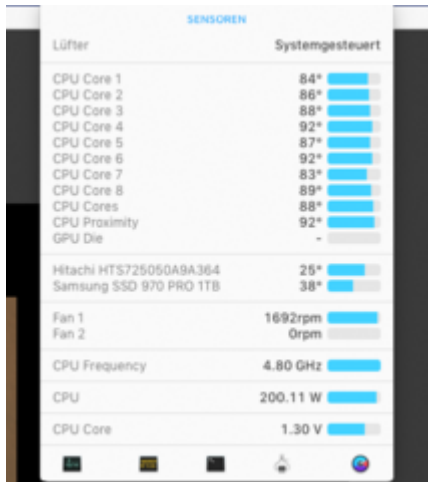 SENSOREN
Lüfter Systemgesteuert
CPU Core 1 84°
CPU Core 2 86°
CPU Core 3 88°
CPU Core 4 92°
CPU Core 5 87°
CPU Core 6 92°
CPU Core 7 83°
CPU Core 8 89°
CPU Cores 88°
CPU Proximity 92°
GPU Die -
Hitachi HTS725050A9A364 25°
Samsung SSD 970 PRO 1TB 38°
Fan 1 1692rpm
Fan 2 0rpm
CPU Frequency 4.80 GHz
CPU 200.11 W
CPU Core 1.30 V